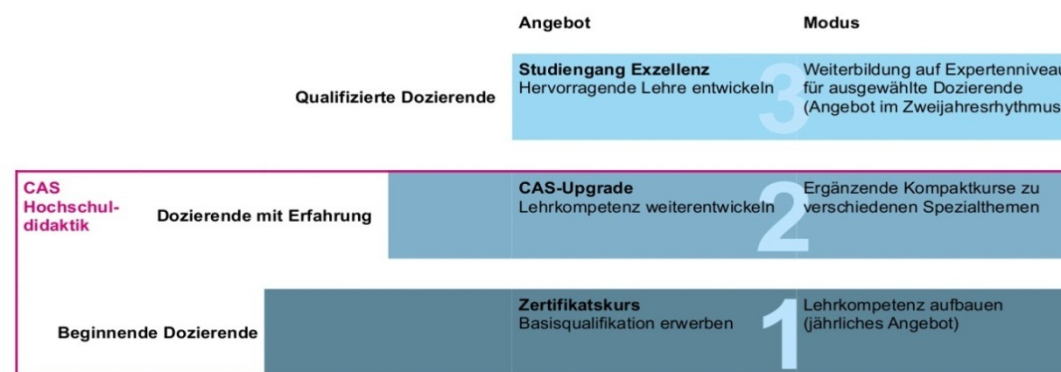 Angebot
Modus
Qualifizierte Dozierende
Studiengang Exzellenz
Hervorragende Lehre entwickeln
3
Weiterbildung auf Expertenniveau
für ausgewählte Dozierende
(Angebot im Zweijahresrhythmus
CAS
Hochschul-
didaktik
Dozierende mit Erfahrung
CAS-Upgrade
Lehrkompetenz weiterentwickeln
2
Ergänzende Kompaktkurse zu
verschiedenen Spezialthemen
Beginnende Dozierende
Zertifikatskurs
Basisqualifikation erwerben
1
Lehrkompetenz aufbauen
(jährliches Angebot)